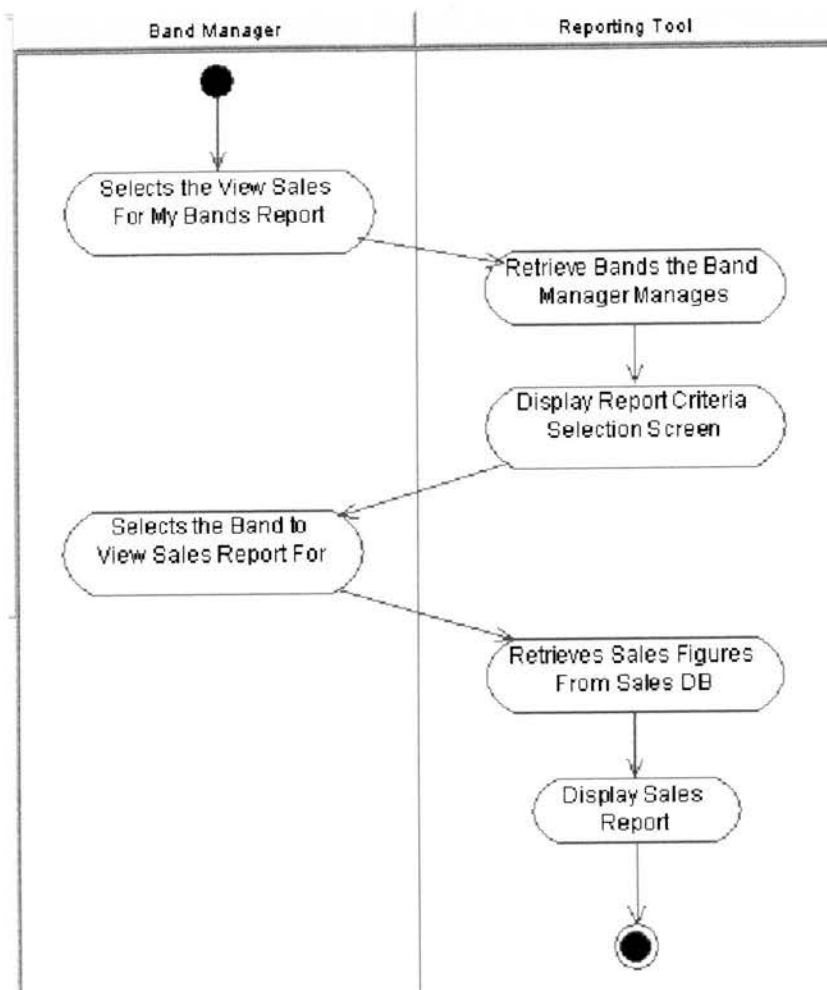 Band Manager
Reporting Tool
Selects the View Sales
For My Bands Report
Retrieve Bands the Band
Manager Manages
Display Report Criteria
Selection Screen
Selects the Band to
View Sales Report For
Retrieves Sales Figures
From Sales DB
Display Sales
Report